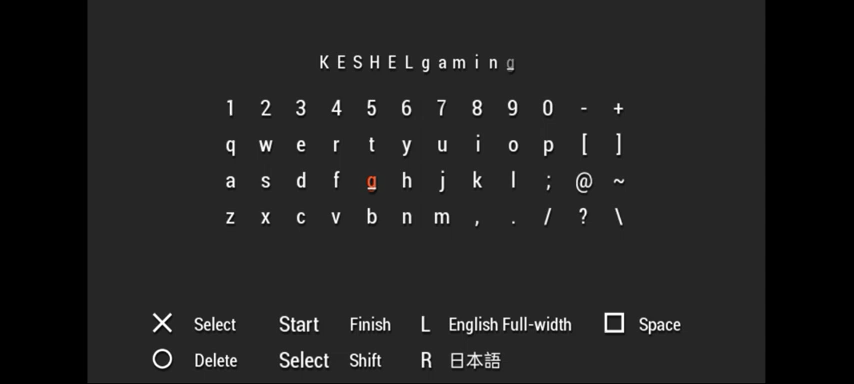 KESHELgaming
1 2 3 4 5 6 7 8 9 0 - +
q w e r t y u i o p [ ]
a s d f g h j k l ; @ ~
z x c v b n m , . / ? \
Select Start Finish L English Full-width Space
Delete Select Shift R 日本語